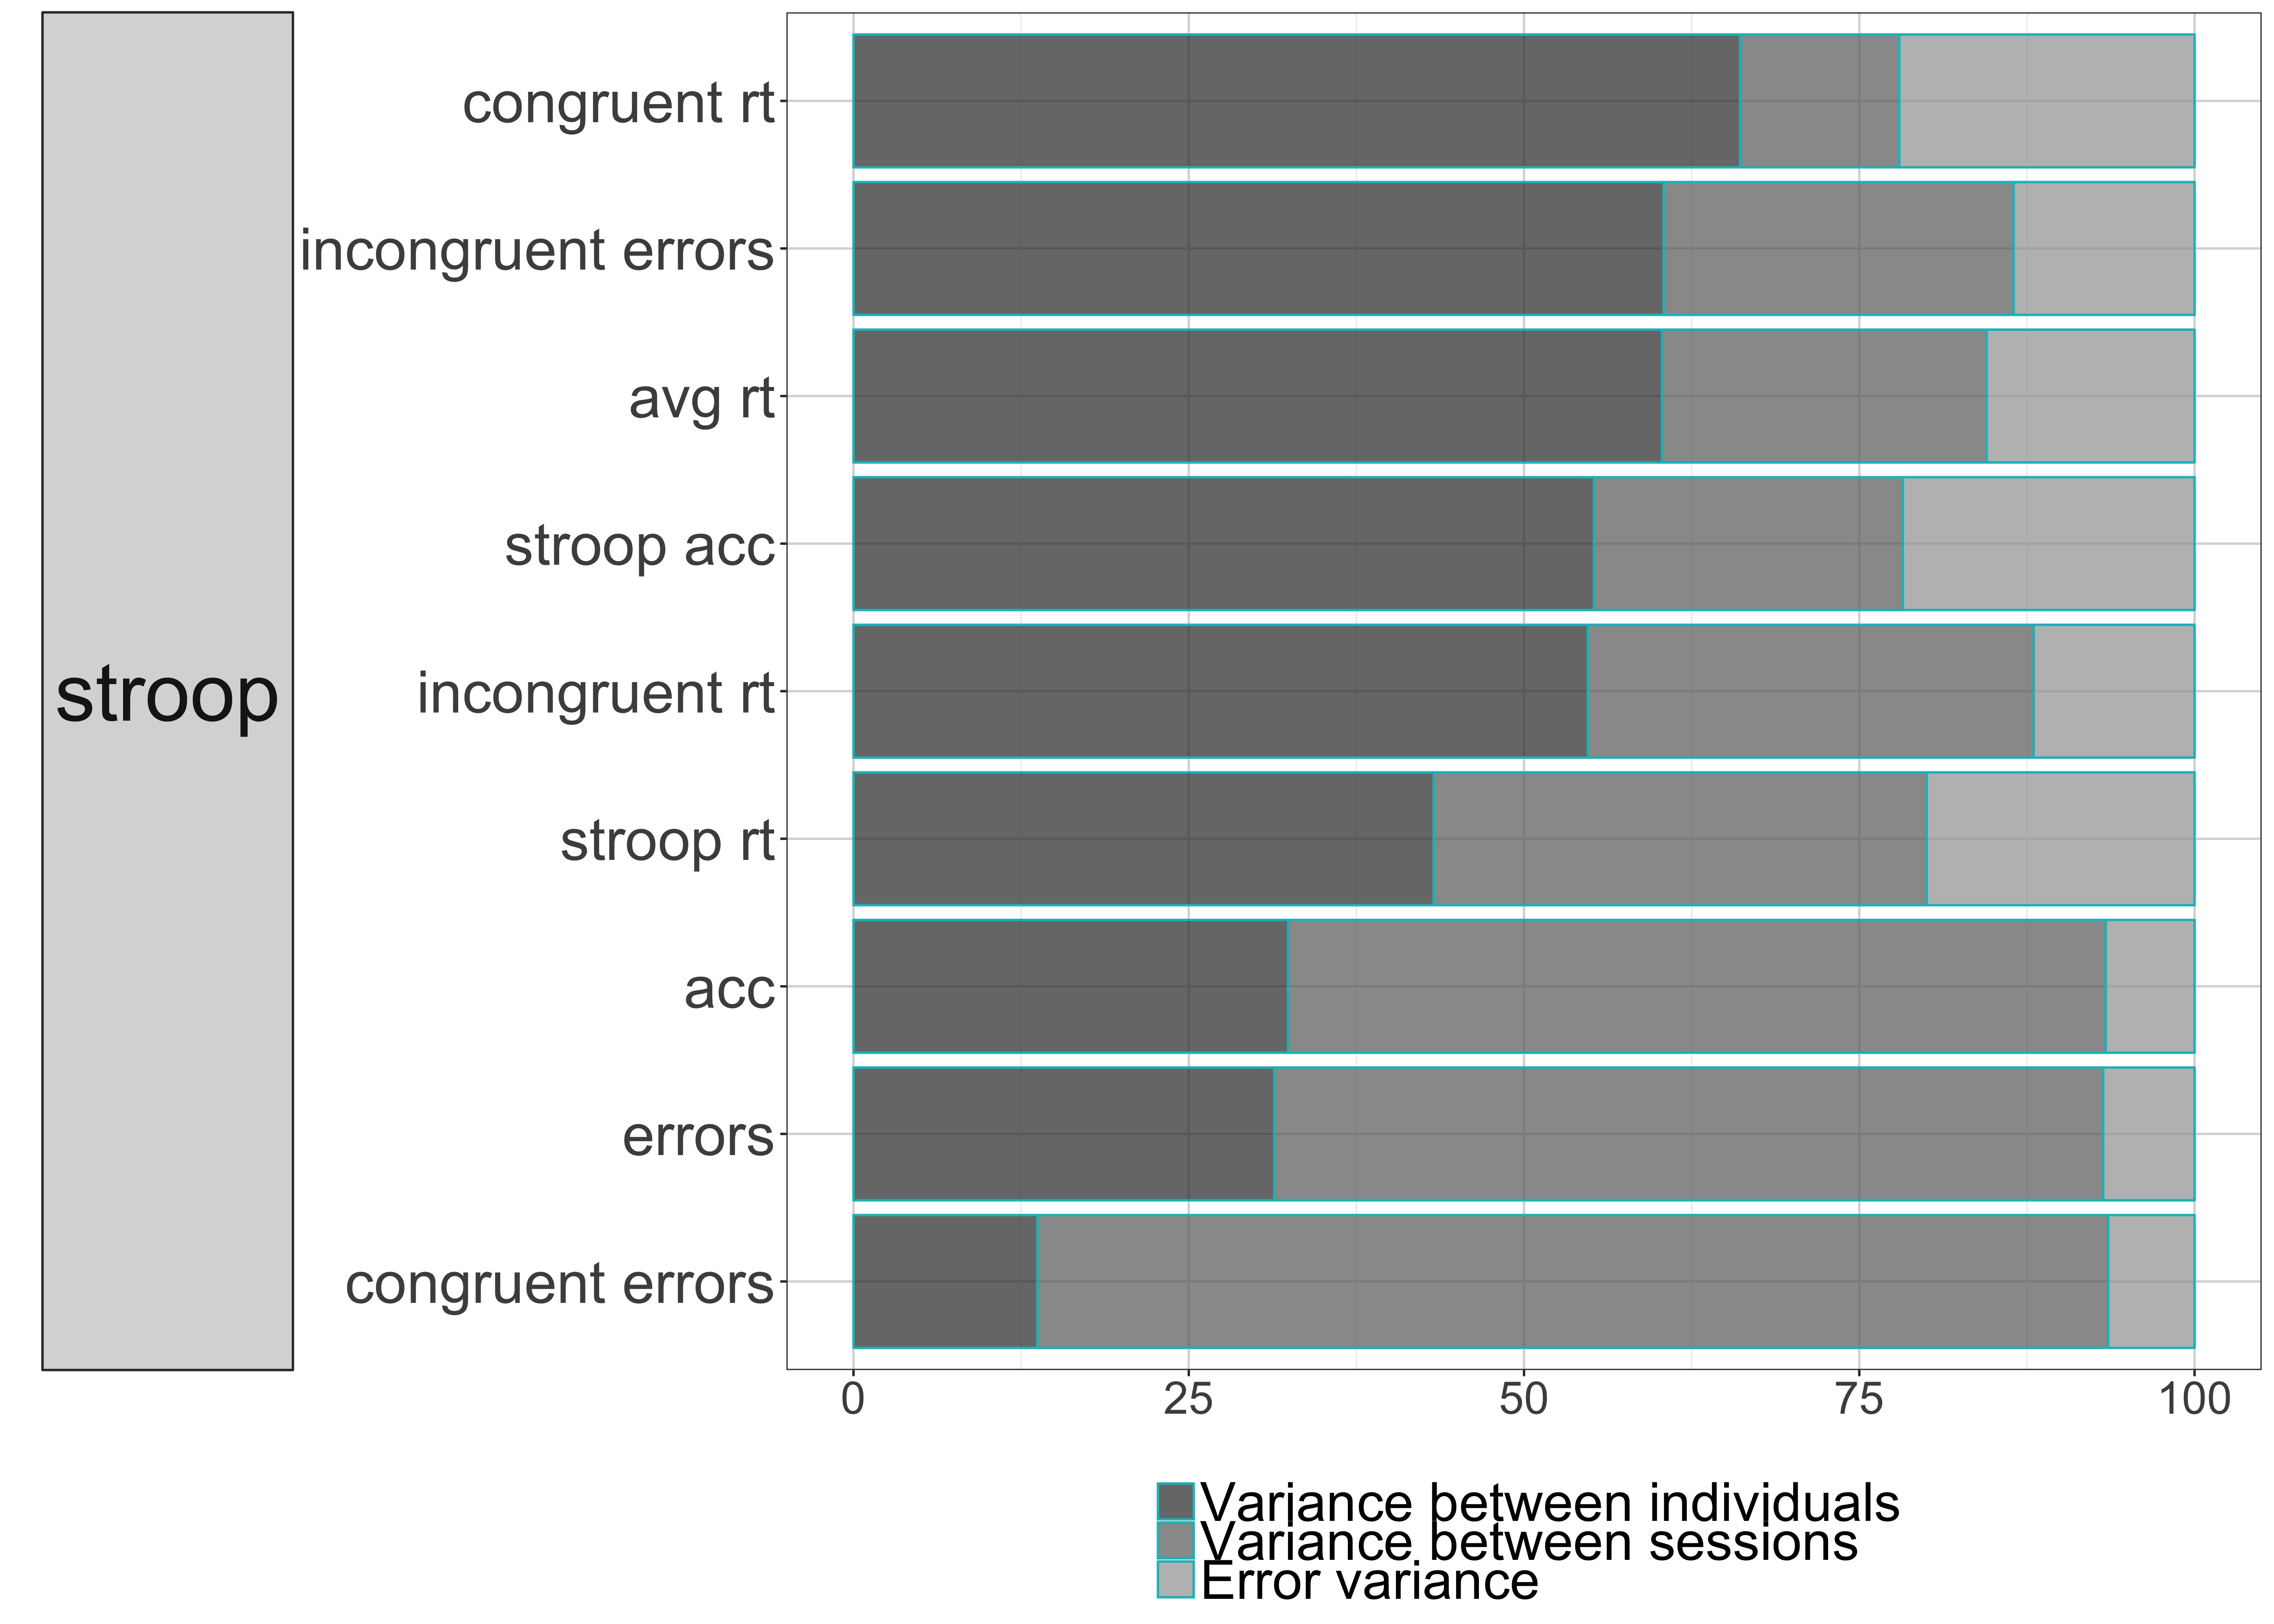 stroop
congruent rt
incongruent errors
avg rt
stroop acc
incongruent rt
stroop rt
acc
errors
congruent errors
0 25 50 75 100
Variance between individuals
Variance between sessions
Error variance